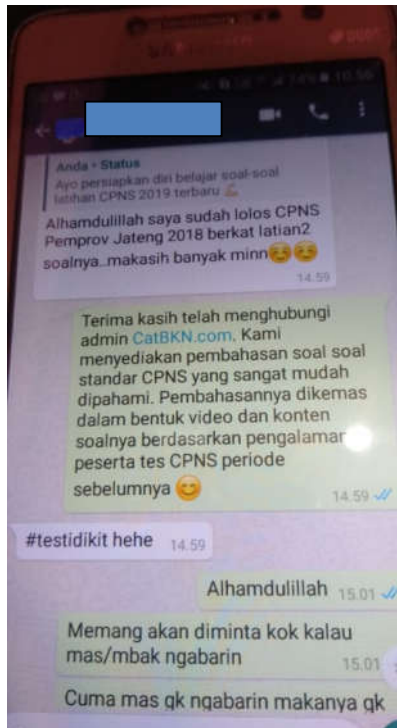 10.56
Anda • Status
Ayo persiapkan diri belajar soal-soal
latihan CPNS 2019 terbaru 💪
Alhamdulillah saya sudah lolos CPNS
Pemprov Jateng 2018 berkat latian2
soalnya..makasih banyak minn☺️☺️
14.59
Terima kasih telah menghubungi
admin CatBKN.com. Kami
menyediakan pembahasan soal soal
standar CPNS yang sangat mudah
dipahami. Pembahasannya dikemas
dalam bentuk video dan konten
soalnya berdasarkan pengalaman
peserta tes CPNS periode
sebelumnya 😊
14.59
#testidikit hehe 14.59
Alhamdulillah 15.01
Memang akan diminta kok kalau
mas/mbak ngabarin
15.01
Cuma mas gk ngabarin makanya gk